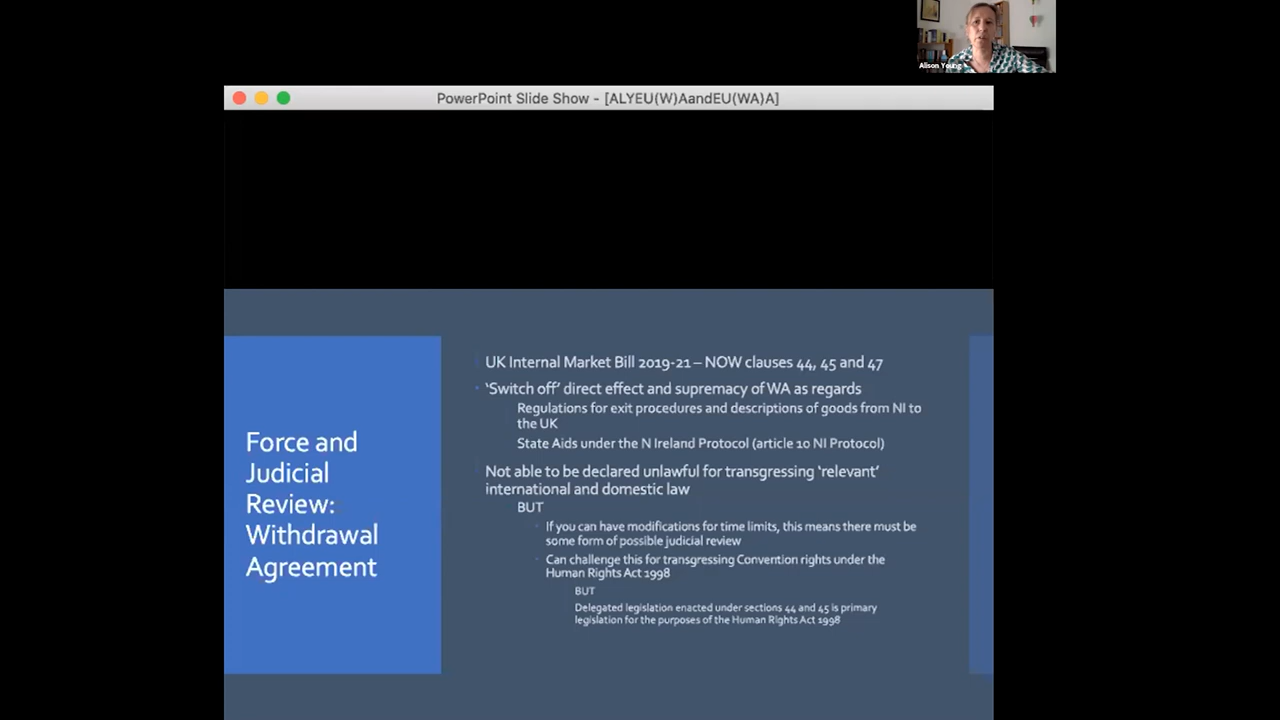 Alison Young
PowerPoint Slide Show - [ALYEU(W)AandEU(WA)A]
Force and
Judicial
Review:
Withdrawal
Agreement
UK Internal Market Bill 2019-21 – NOW clauses 44, 45 and 47
‘Switch off’ direct effect and supremacy of WA as regards
Regulations for exit procedures and descriptions of goods from NI to
the UK
State Aids under the N Ireland Protocol (article 10 NI Protocol)
Not able to be declared unlawful for transgressing ‘relevant’
international and domestic law
BUT
If you can have modifications for time limits, this means there must be
some form of possible judicial review
Can challenge this for transgressing Convention rights under the
Human Rights Act 1998
BUT
Delegated legislation enacted under sections 44 and 45 is primary
legislation for the purposes of the Human Rights Act 1998